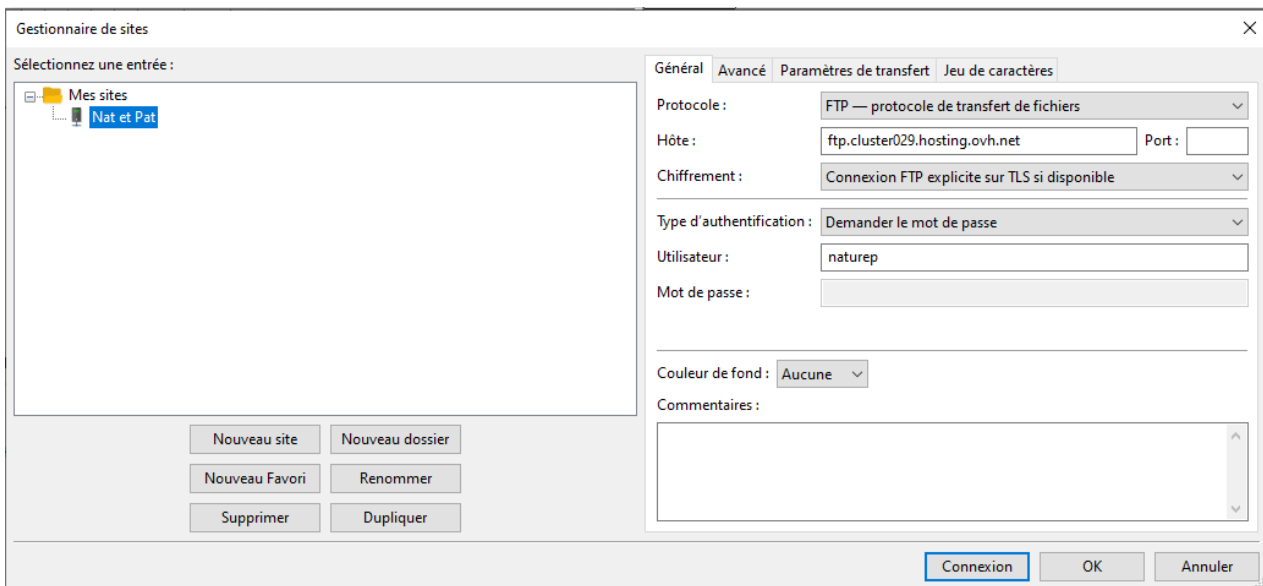 Gestionnaire de sites
Sélectionnez une entrée :
Mes sites
Nat et Pat
Nouveau site Nouveau dossier
Nouveau Favori Renommer
Supprimer Dupliquer
Général Avancé Paramètres de transfert Jeu de caractères
Protocole : FTP — protocole de transfert de fichiers
Hôte : ftp.cluster029.hosting.ovh.net Port :
Chiffrement : Connexion FTP explicite sur TLS si disponible
Type d'authentification : Demander le mot de passe
Utilisateur : naturep
Mot de passe :
Couleur de fond : Aucune
Commentaires :
Connexion OK Annuler